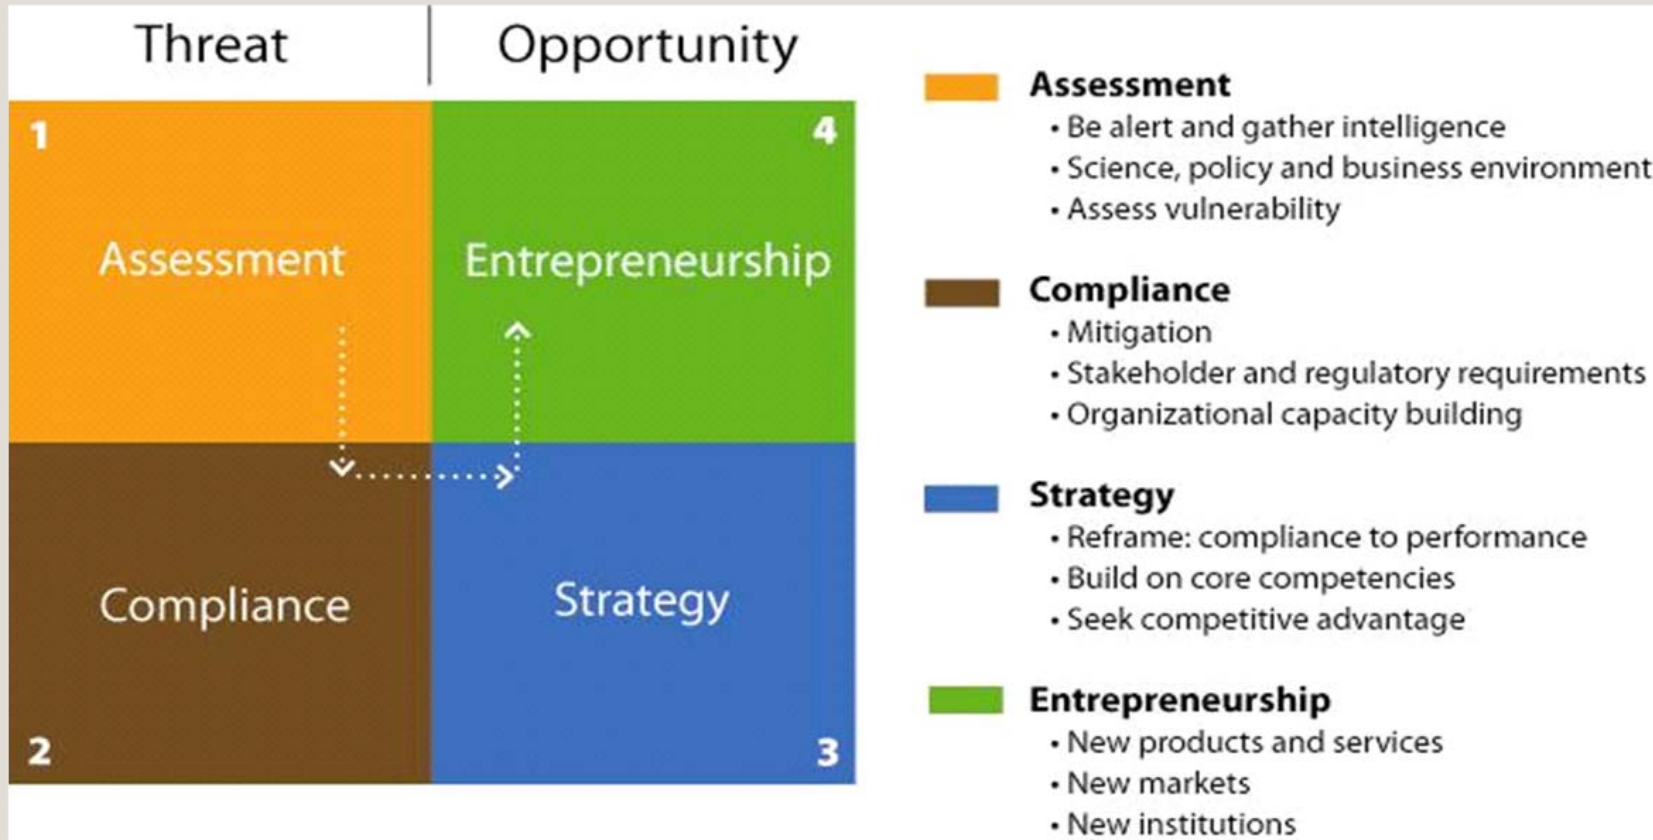 Threat
Opportunity
1
4
Assessment
Entrepreneurship
Compliance
Strategy
2
3
Assessment
• Be alert and gather intelligence
• Science, policy and business environment
• Assess vulnerability
Compliance
• Mitigation
• Stakeholder and regulatory requirements
• Organizational capacity building
Strategy
• Reframe: compliance to performance
• Build on core competencies
• Seek competitive advantage
Entrepreneurship
• New products and services
• New markets
• New institutions